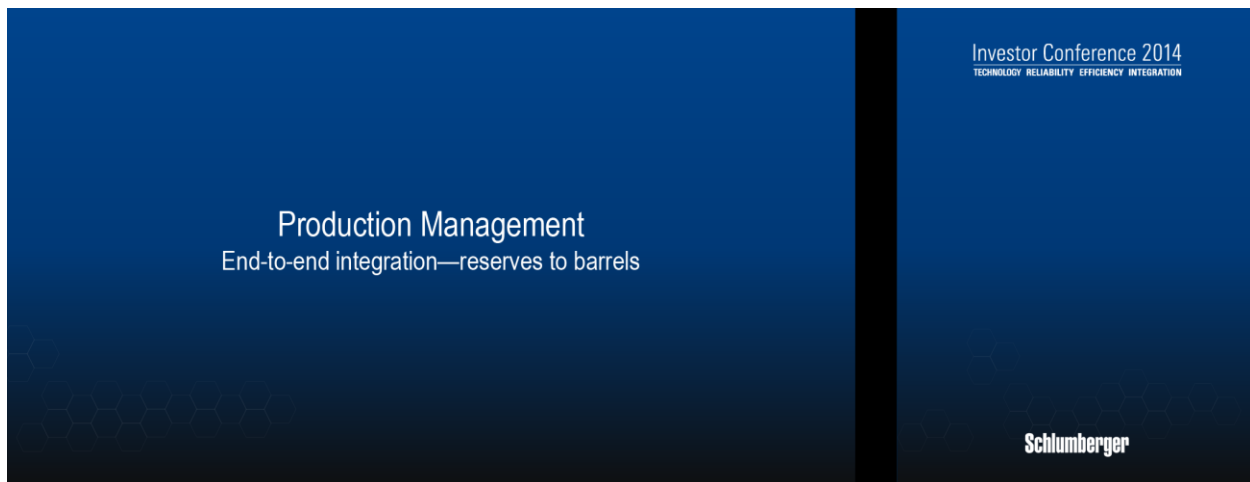 Production Management
End-to-end integration—reserves to barrels
Investor Conference 2014
TECHNOLOGY RELIABILITY EFFICIENCY INTEGRATION
Schlumberger